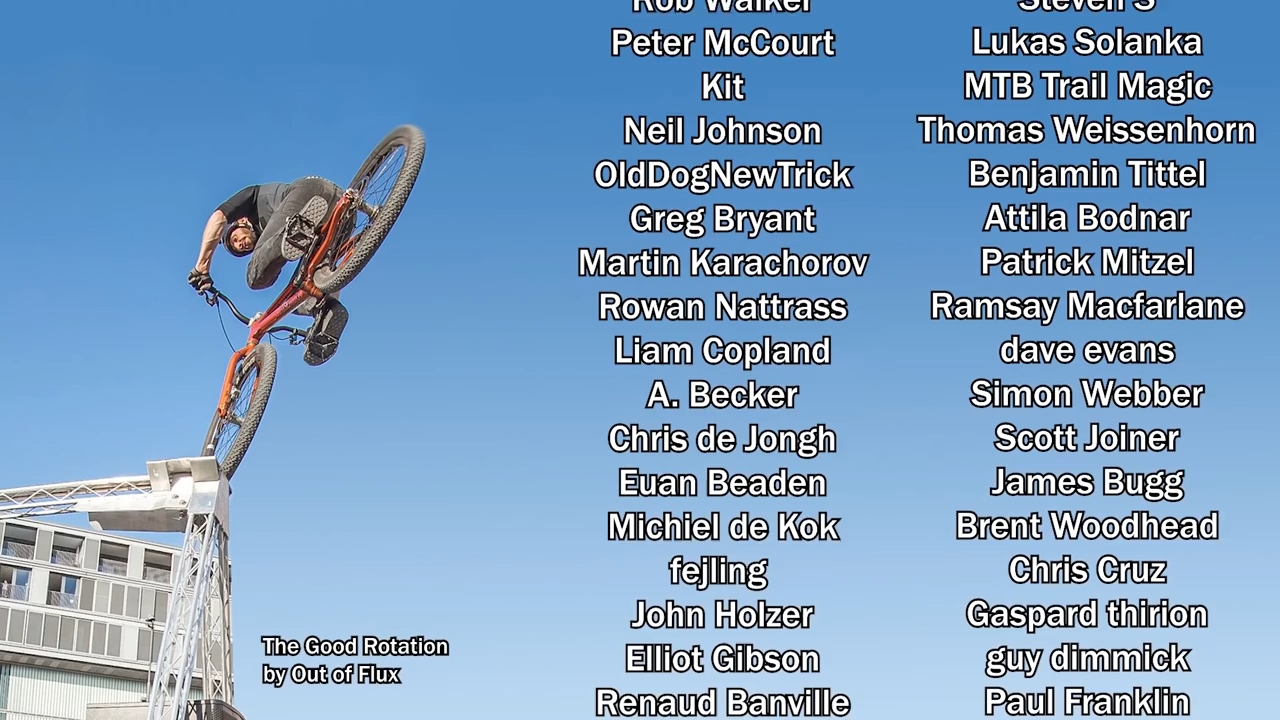 Rob Walker
Peter McCourt
Kit
Neil Johnson
OldDogNewTrick
Greg Bryant
Martin Karachorov
Rowan Nattrass
Liam Copland
A. Becker
Chris de Jongh
Euan Beaden
Michiel de Kok
fejling
John Holzer
Elliot Gibson
Renaud Banville
Steven S
Lukas Solanka
MTB Trail Magic
Thomas Weissenhorn
Benjamin Tittel
Attila Bodnar
Patrick Mitzel
Ramsay Macfarlane
dave evans
Simon Webber
Scott Joiner
James Bugg
Brent Woodhead
Chris Cruz
Gaspard thirion
guy dimmick
Paul Franklin
The Good Rotation
by Out of Flux